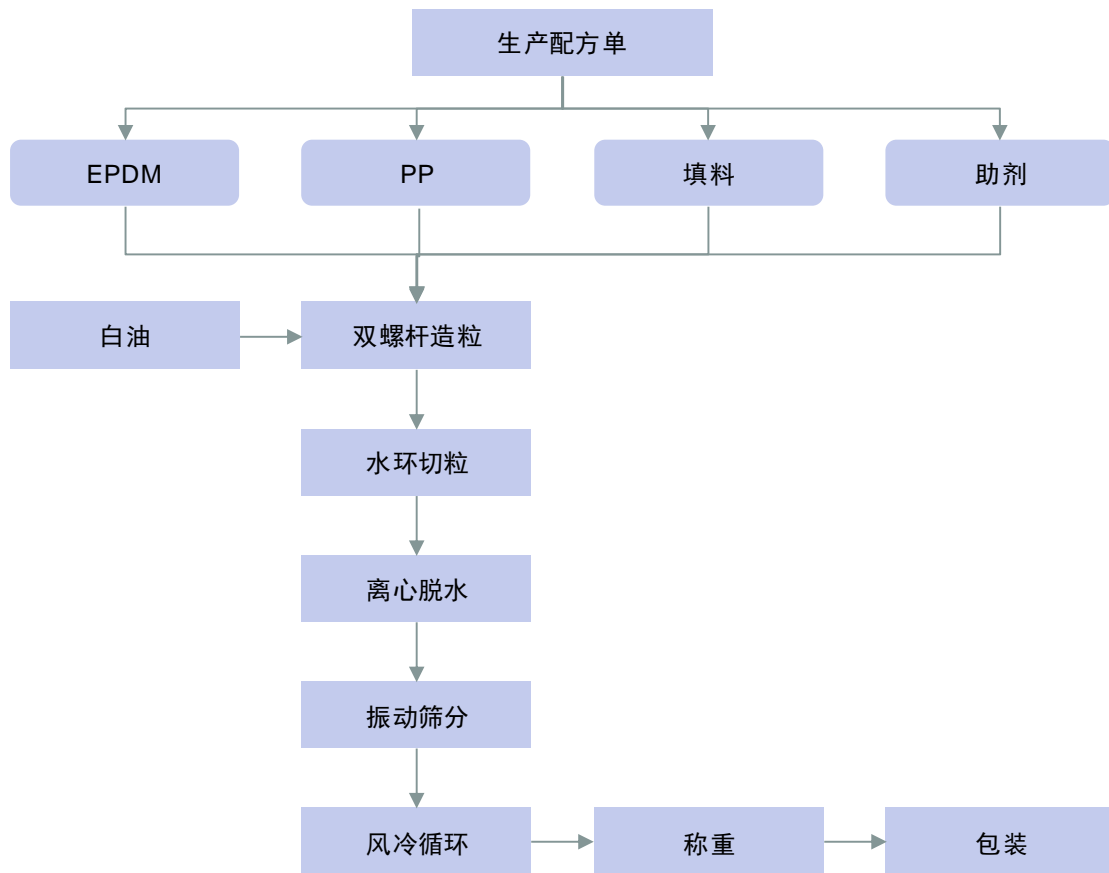 生产配方单
EPDM
PP
填料
助剂
白油
双螺杆造粒
水环切粒
离心脱水
振动筛分
风冷循环
称重
包装